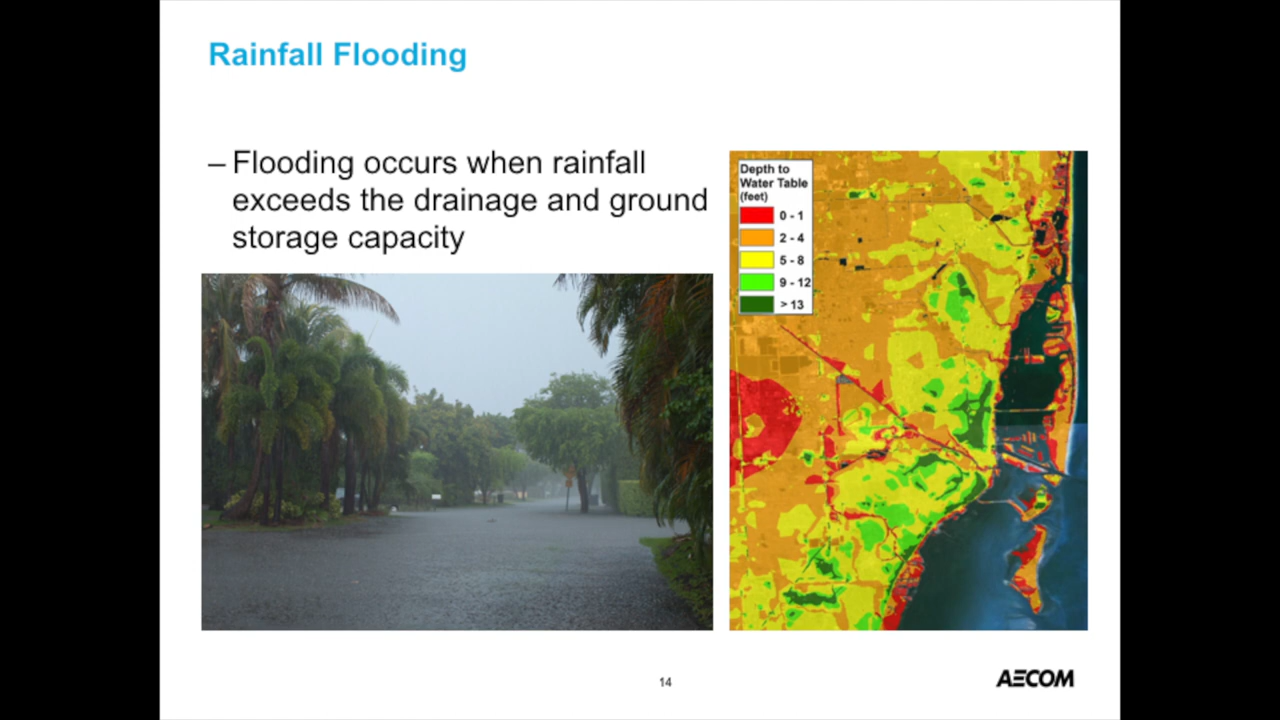 Rainfall Flooding
– Flooding occurs when rainfall
exceeds the drainage and ground
storage capacity
Depth to
Water Table
(feet)
0 - 1
2 - 4
5 - 8
9 - 12
> 13
14
AECOM